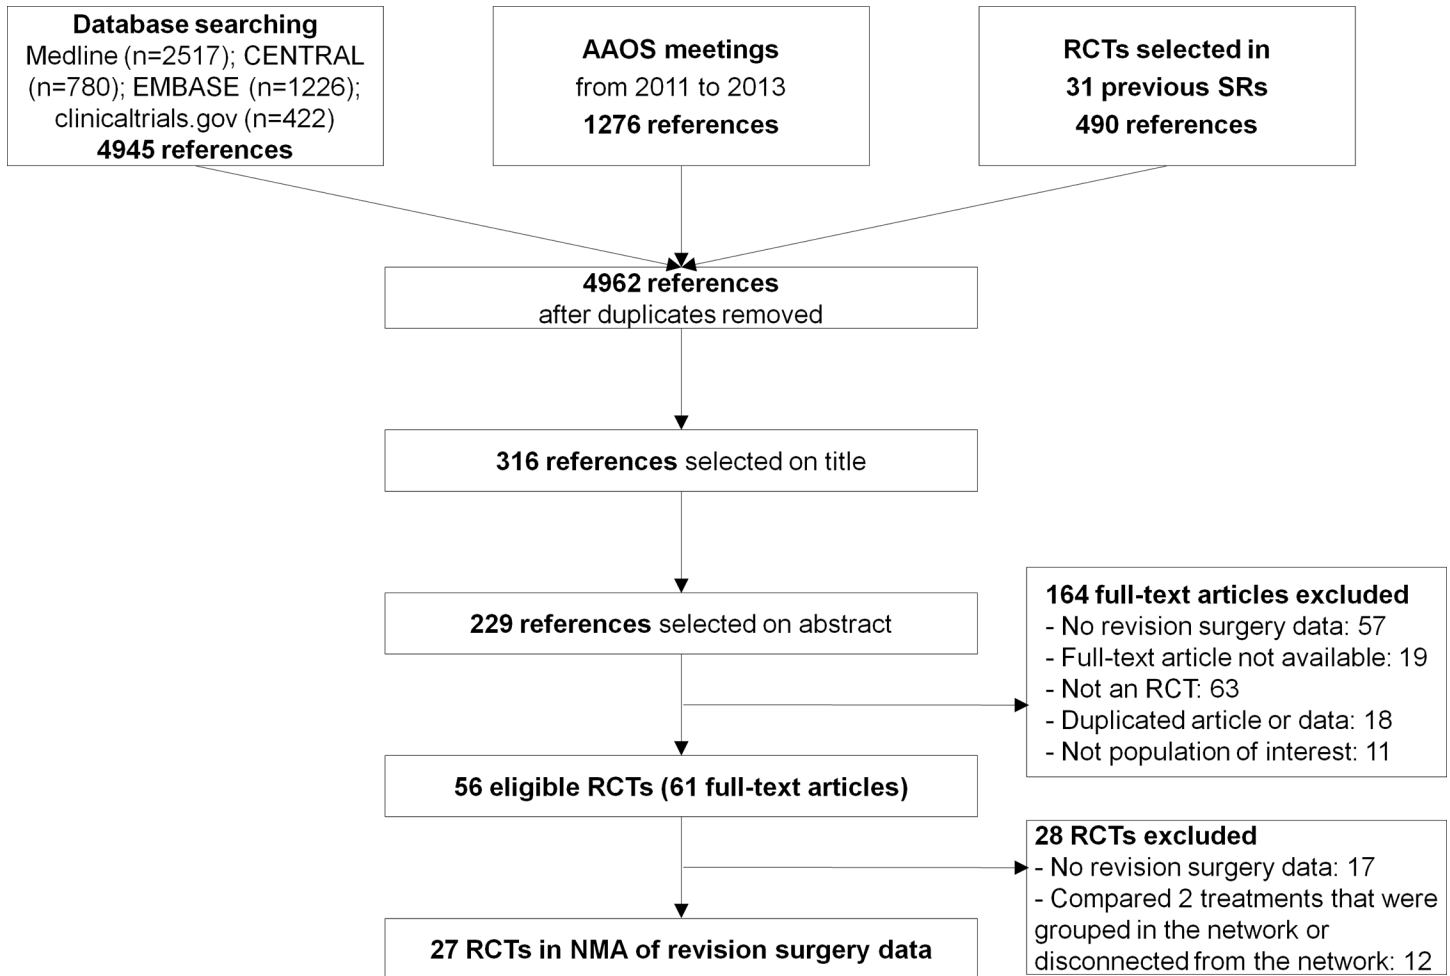 Database searching
Medline (n=2517); CENTRAL
(n=780); EMBASE (n=1226);
clinicaltrials.gov (n=422)
4945 references
AAOS meetings
from 2011 to 2013
1276 references
RCTs selected in
31 previous SRs
490 references
4962 references
after duplicates removed
316 references selected on title
229 references selected on abstract
164 full-text articles excluded
- No revision surgery data: 57
- Full-text article not available: 19
- Not an RCT: 63
- Duplicated article or data: 18
- Not population of interest: 11
56 eligible RCTs (61 full-text articles)
28 RCTs excluded
- No revision surgery data: 17
- Compared 2 treatments that were
grouped in the network or
disconnected from the network: 12
27 RCTs in NMA of revision surgery data